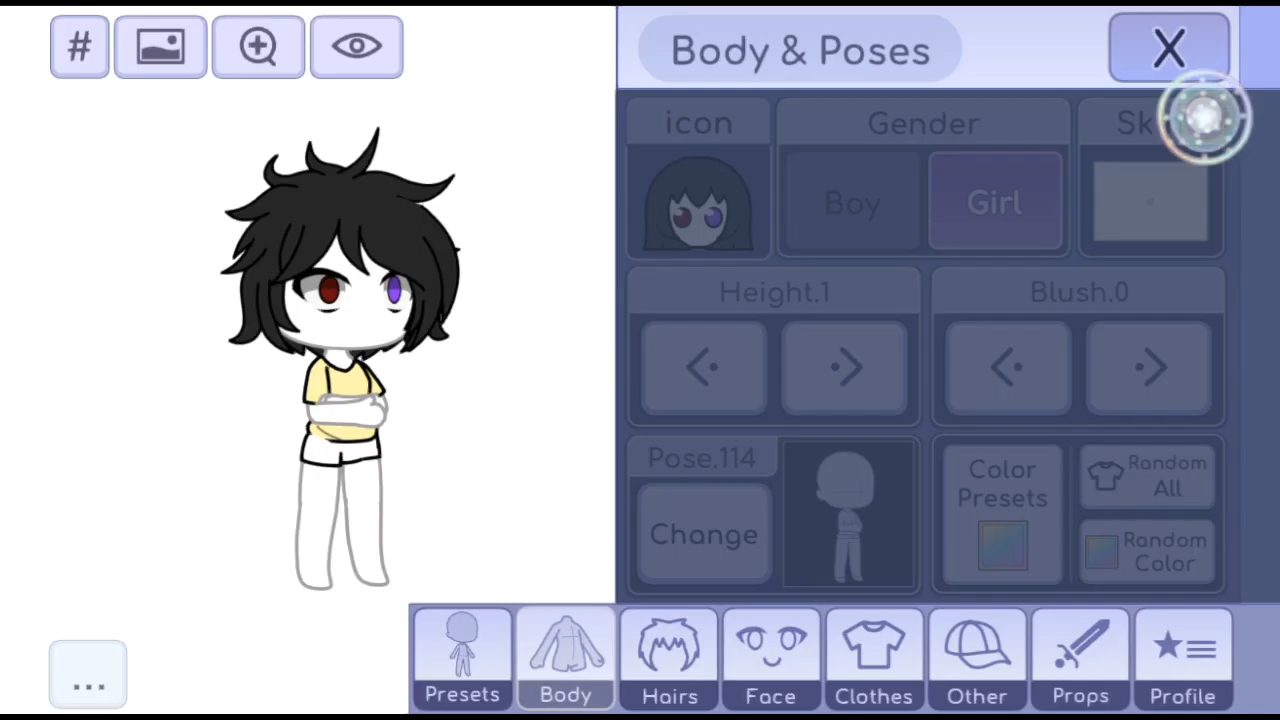 #
Body & Poses
X
icon
Gender
Sk
Boy
Girl
Height.1
Blush.0
Pose.114
Change
Color
Presets
Random
All
Random
Color
...
Presets
Body
Hairs
Face
Clothes
Other
Props
Profile